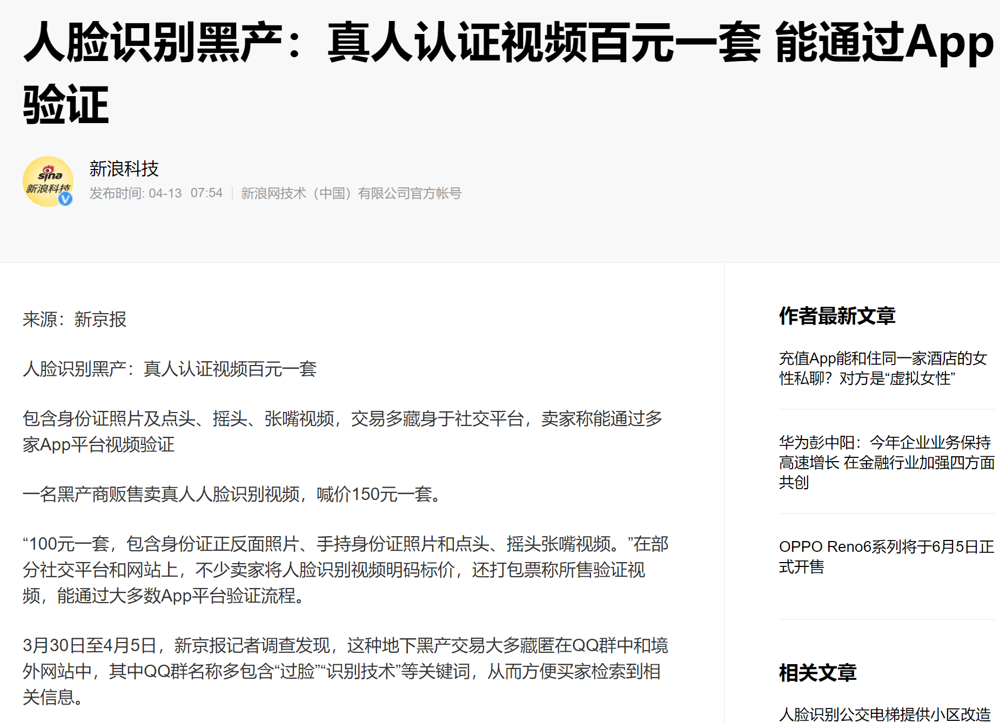 人脸识别黑产：真人认证视频百元一套 能通过App
验证
sina
新浪科技
V
新浪科技
发布时间: 04-13 07:54 新浪网技术（中国）有限公司官方帐号
来源：新京报
人脸识别黑产：真人认证视频百元一套
包含身份证照片及点头、摇头、张嘴视频，交易多藏身于社交平台，卖家称能通过多
家App平台视频验证
一名黑产商贩售卖真人人脸识别视频，喊价150元一套。
“100元一套，包含身份证正反面照片、手持身份证照片和点头、摇头张嘴视频。”在部
分社交平台和网站上，不少卖家将人脸识别视频明码标价，还打包票称所售验证视
频，能通过大多数App平台验证流程。
3月30日至4月5日，新京报记者调查发现，这种地下黑产交易大多藏匿在QQ群中和境
外网站中，其中QQ群名称多包含“过脸”“识别技术”等关键词，从而方便买家检索到相
关信息。
作者最新文章
充值App能和住同一家酒店的女
性私聊？对方是“虚拟女性”
华为彭中阳：今年企业业务保持
高速增长 在金融行业加强四方面
共创
OPPO Reno6系列将于6月5日正
式开售
相关文章
人脸识别公交电梯提供小区改造